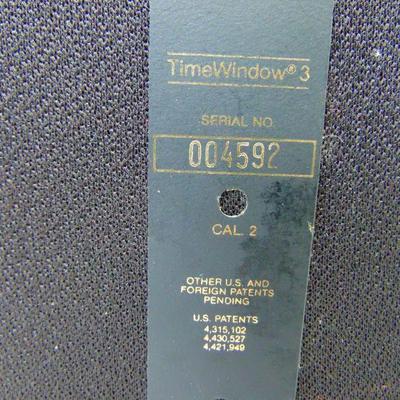 TimeWindow® 3
SERIAL NO.
004592
CAL. 2
OTHER U.S. AND
FOREIGN PATENTS
PENDING
U.S. PATENTS
4,315,102
4,430,527
4,421,949